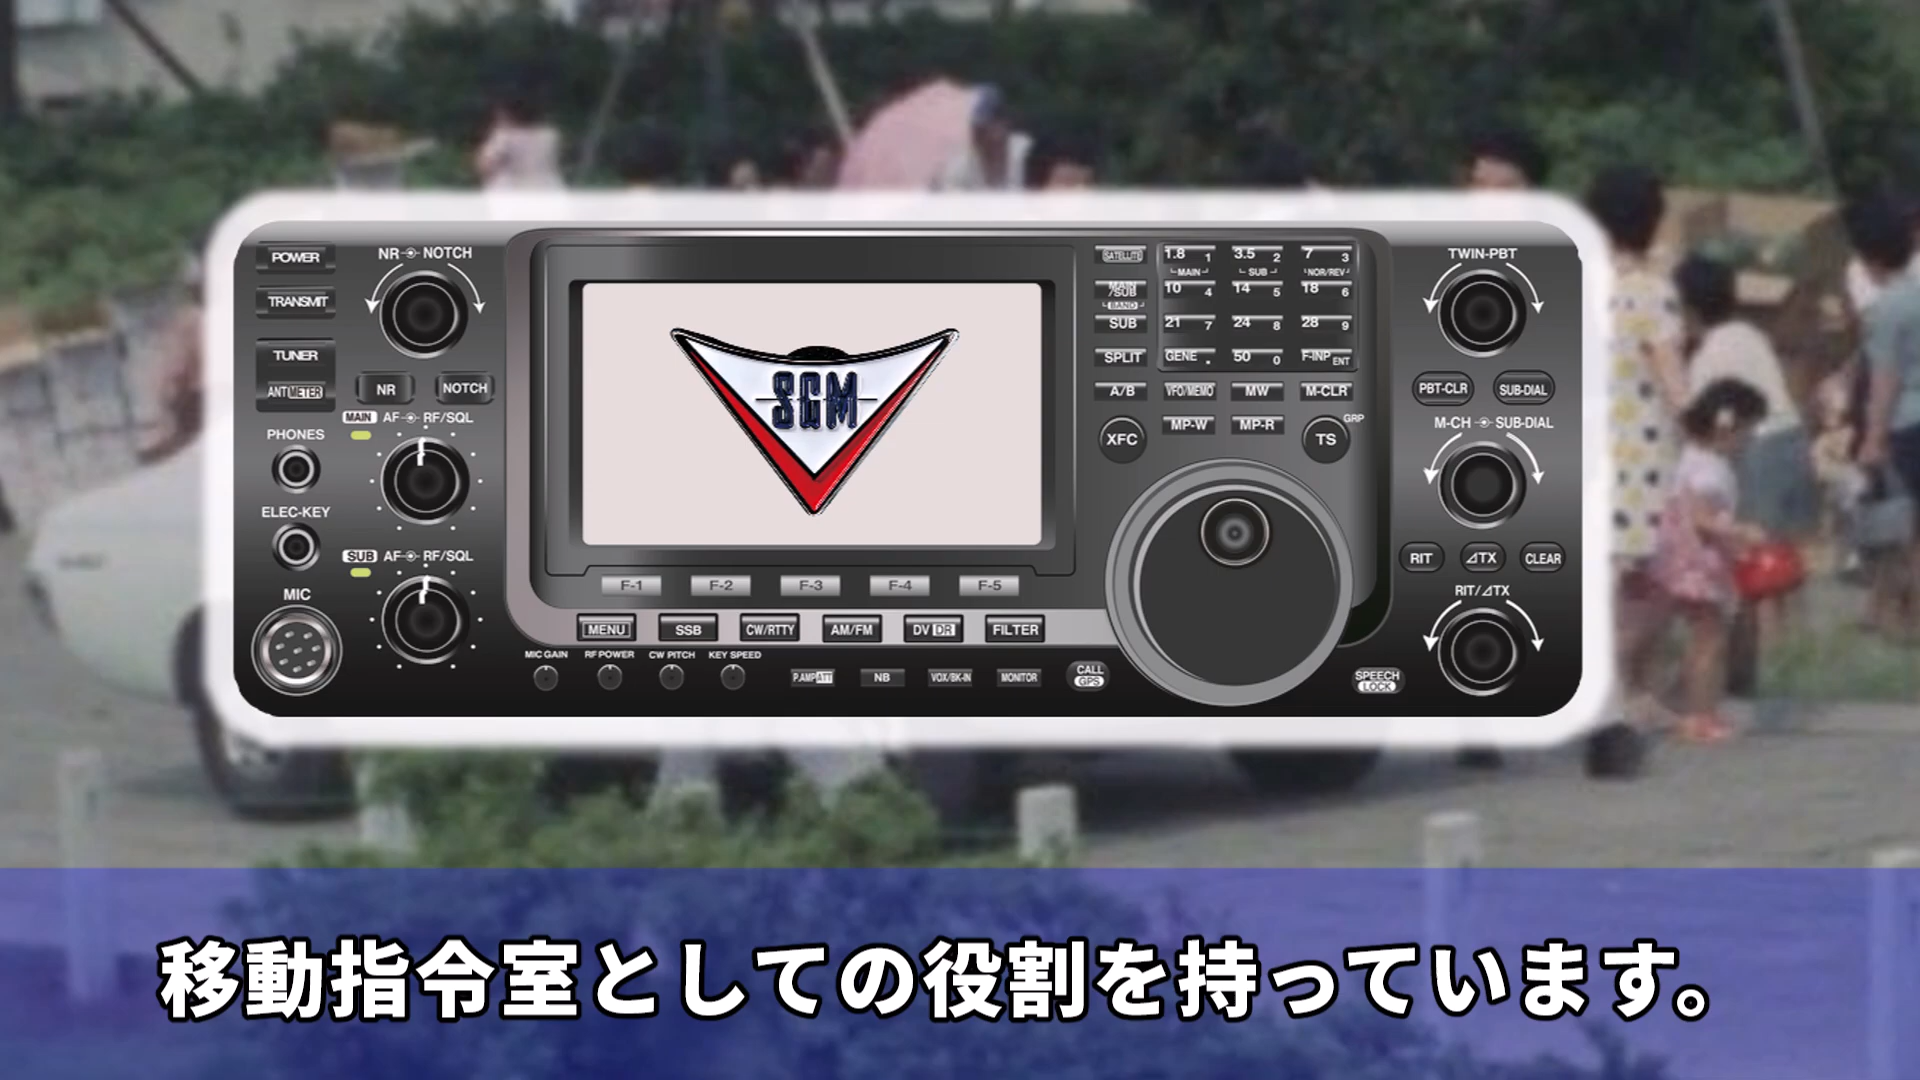 POWER
TRANSMIT
TUNER
ANT METER
PHONES
ELEC-KEY
MIC
NR NOTCH
NR
NOTCH
MAIN AF RF/SQL
SUB AF RF/SQL
SGM
F-1 F-2 F-3 F-4 F-5
MENU SSB CW/RTTY AM/FM DV DR FILTER
MIC GAIN RF POWER CW PITCH KEY SPEED
P.AMP ATT NB VOX/BK-IN MONITOR
CALL
GPS
SATELLITE 1.8 1 3.5 2 7 3
MAIN SUB NOR/REV
MAIN
/SUB 10 4 14 5 18 6
BAND
SUB 21 7 24 8 28 9
SPLIT GENE . 50 0 F-INP ENT
A/B VFO/MEMO MW M-CLR
XFC MP-W MP-R TS GRP
TWIN-PBT
PBT-CLR SUB-DIAL
M-CH SUB-DIAL
RIT ⊿TX CLEAR
RIT/⊿TX
SPEECH
LOCK
移動指令室としての役割を持っています。